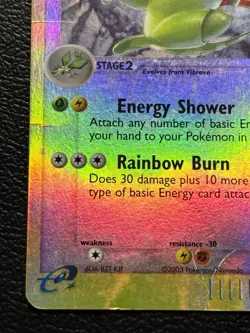 STAGE2
Evolves from Vibrava
Energy Shower
Attach any number of basic En
your hand to your Pokémon in
Rainbow Burn
Does 30 damage plus 10 more
type of basic Energy card attac
weakness
resistance -30
©2003 Pokémon/Nintendo
e